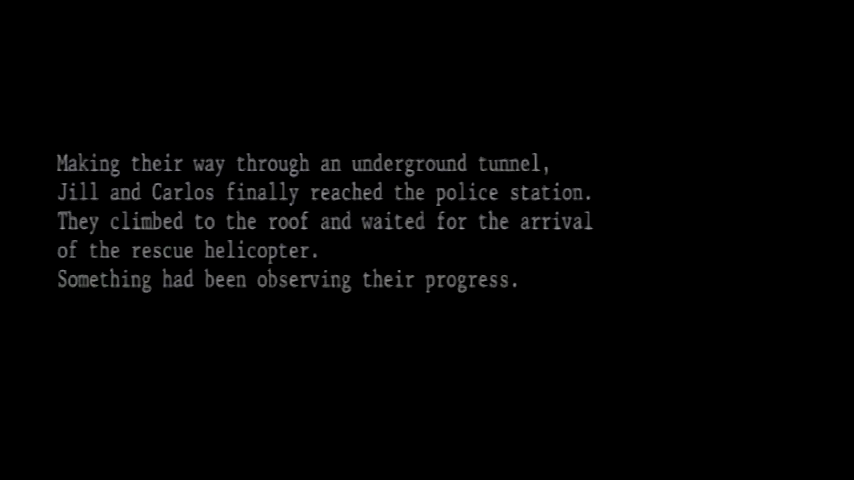 Making their way through an underground tunnel,
Jill and Carlos finally reached the police station.
They climbed to the roof and waited for the arrival
of the rescue helicopter.
Something had been observing their progress.